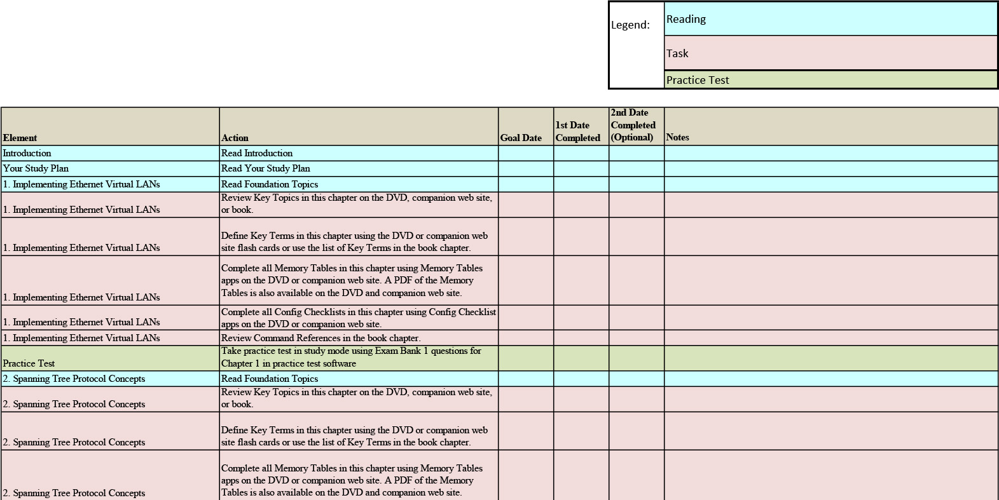 Legend:
Reading
Task
Practice Test
Element
Action
Goal Date
1st Date
Completed
2nd Date
Completed
(Optional)
Notes
Introduction
Read Introduction
Your Study Plan
Read Your Study Plan
1. Implementing Ethernet Virtual LANs
Read Foundation Topics
1. Implementing Ethernet Virtual LANs
Review Key Topics in this chapter on the DVD, companion web site,
or book.
1. Implementing Ethernet Virtual LANs
Define Key Terms in this chapter using the DVD or companion web
site flash cards or use the list of Key Terms in the book chapter.
1. Implementing Ethernet Virtual LANs
Complete all Memory Tables in this chapter using Memory Tables
apps on the DVD or companion web site. A PDF of the Memory
Tables is also available on the DVD and companion web site.
1. Implementing Ethernet Virtual LANs
Complete all Config Checklists in this chapter using Config Checklist
apps on the DVD or companion web site.
1. Implementing Ethernet Virtual LANs
Review Command References in the book chapter.
Practice Test
Take practice test in study mode using Exam Bank 1 questions for
Chapter 1 in practice test software
2. Spanning Tree Protocol Concepts
Read Foundation Topics
2. Spanning Tree Protocol Concepts
Review Key Topics in this chapter on the DVD, companion web site,
or book.
2. Spanning Tree Protocol Concepts
Define Key Terms in this chapter using the DVD or companion web
site flash cards or use the list of Key Terms in the book chapter.
2. Spanning Tree Protocol Concepts
Complete all Memory Tables in this chapter using Memory Tables
apps on the DVD or companion web site. A PDF of the Memory
Tables is also available on the DVD and companion web site.